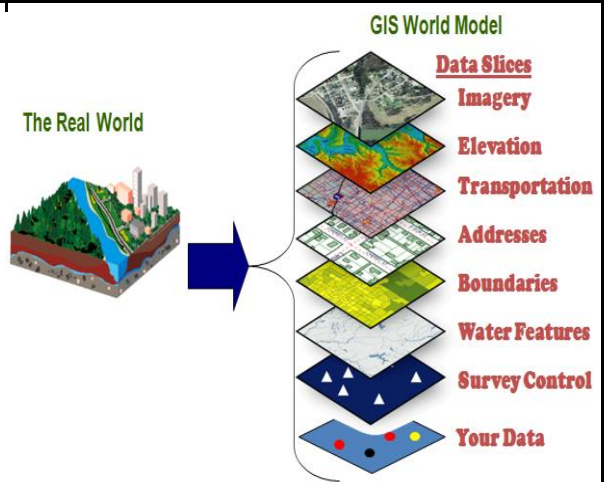 GIS World Model
The Real World
Data Slices
Imagery
Elevation
Transportation
Addresses
Boundaries
Water Features
Survey Control
Your Data